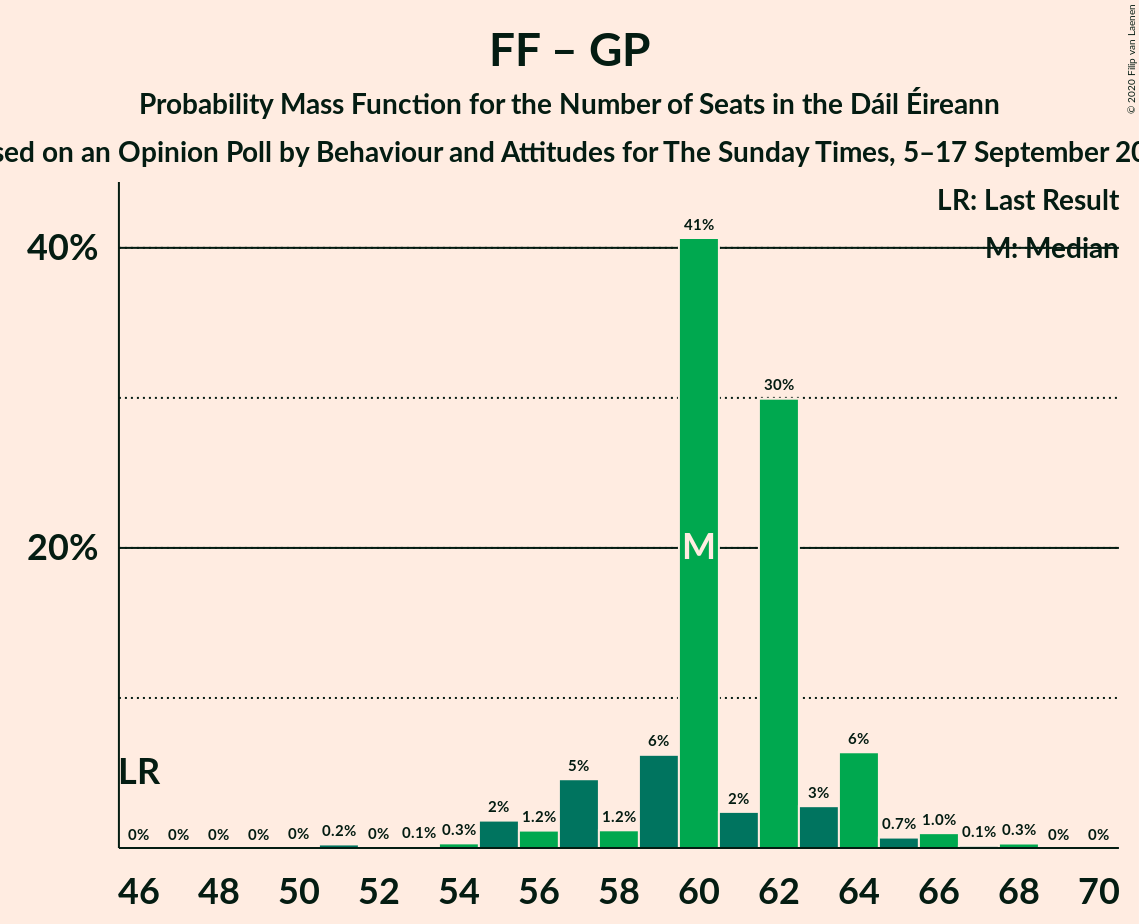 FF – GP
Probability Mass Function for the Number of Seats in the Dáil Éireann
on an Opinion Poll by Behaviour and Attitudes for The Sunday Times, 5–17 September
© 2020 Filip van Laenen
LR: Last Result
M: Median
40%
20%
41%
30%
M
LR
0% 0% 0% 0% 0% 0.2% 0% 0.1% 0.3% 2% 1.2% 5% 1.2% 6% 2% 3% 6% 0.7% 1.0% 0.1% 0.3% 0% 0%
46 48 50 52 54 56 58 60 62 64 66 68 70